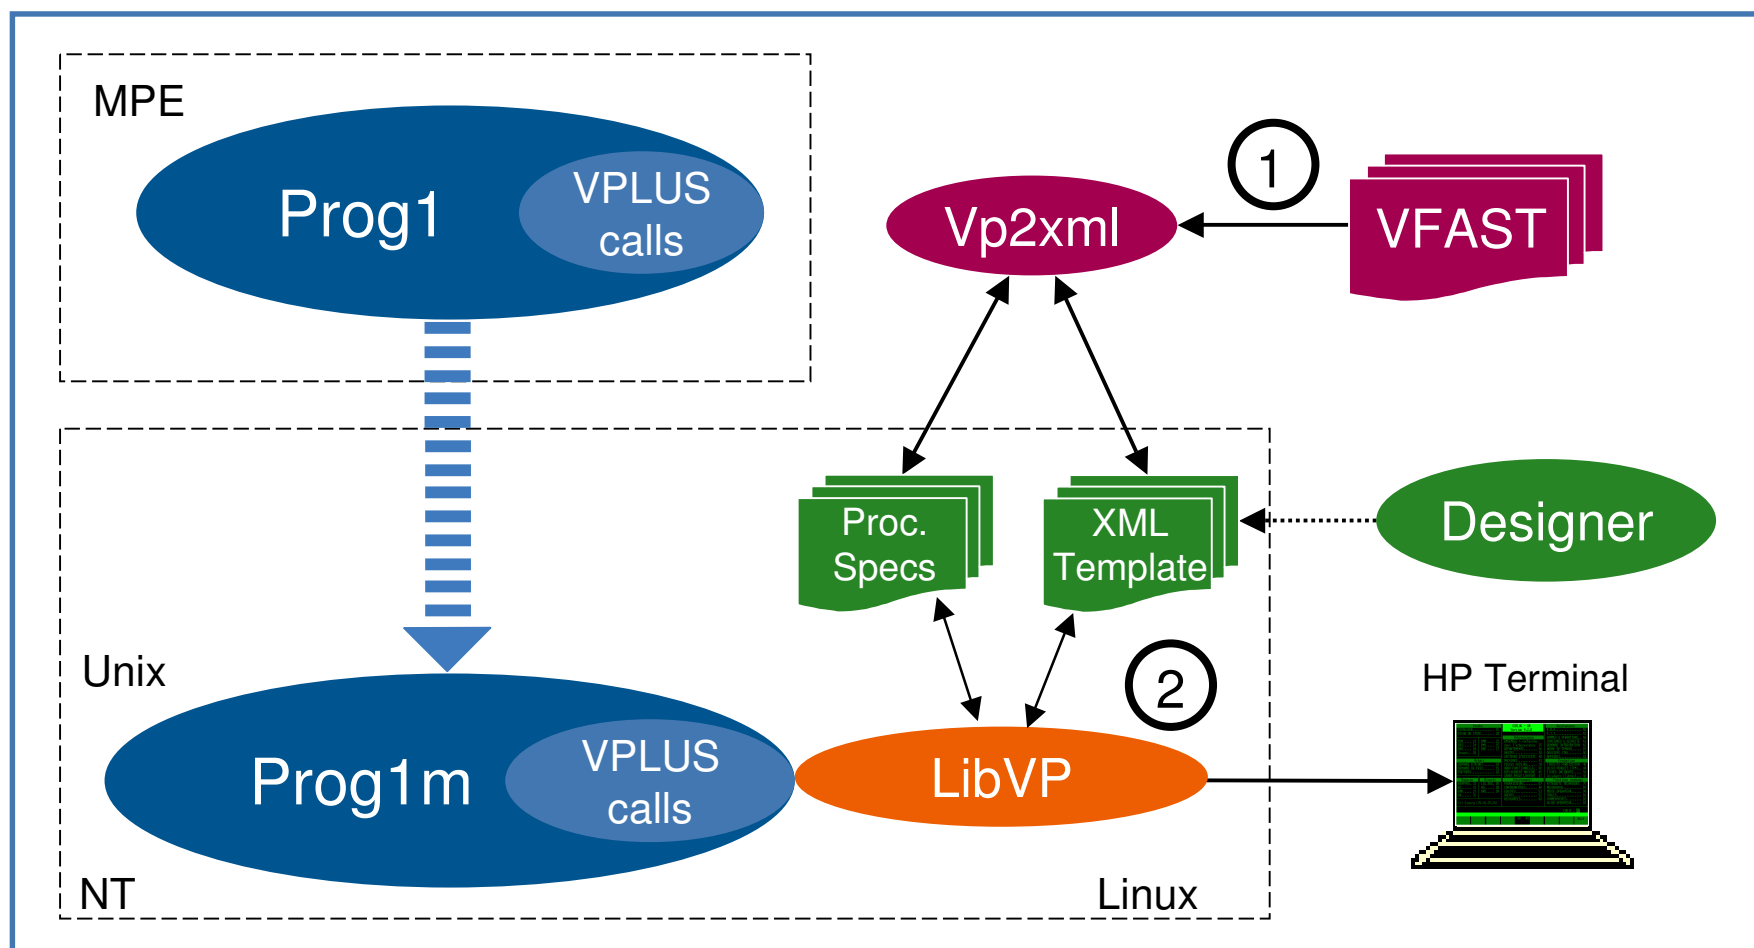 MPE
Prog1
VPLUS
calls
Vp2xml
1
VFAST
Proc.
Specs
XML
Template
Designer
Unix
2
HP Terminal
Prog1m
VPLUS
calls
LibVP
NT
Linux